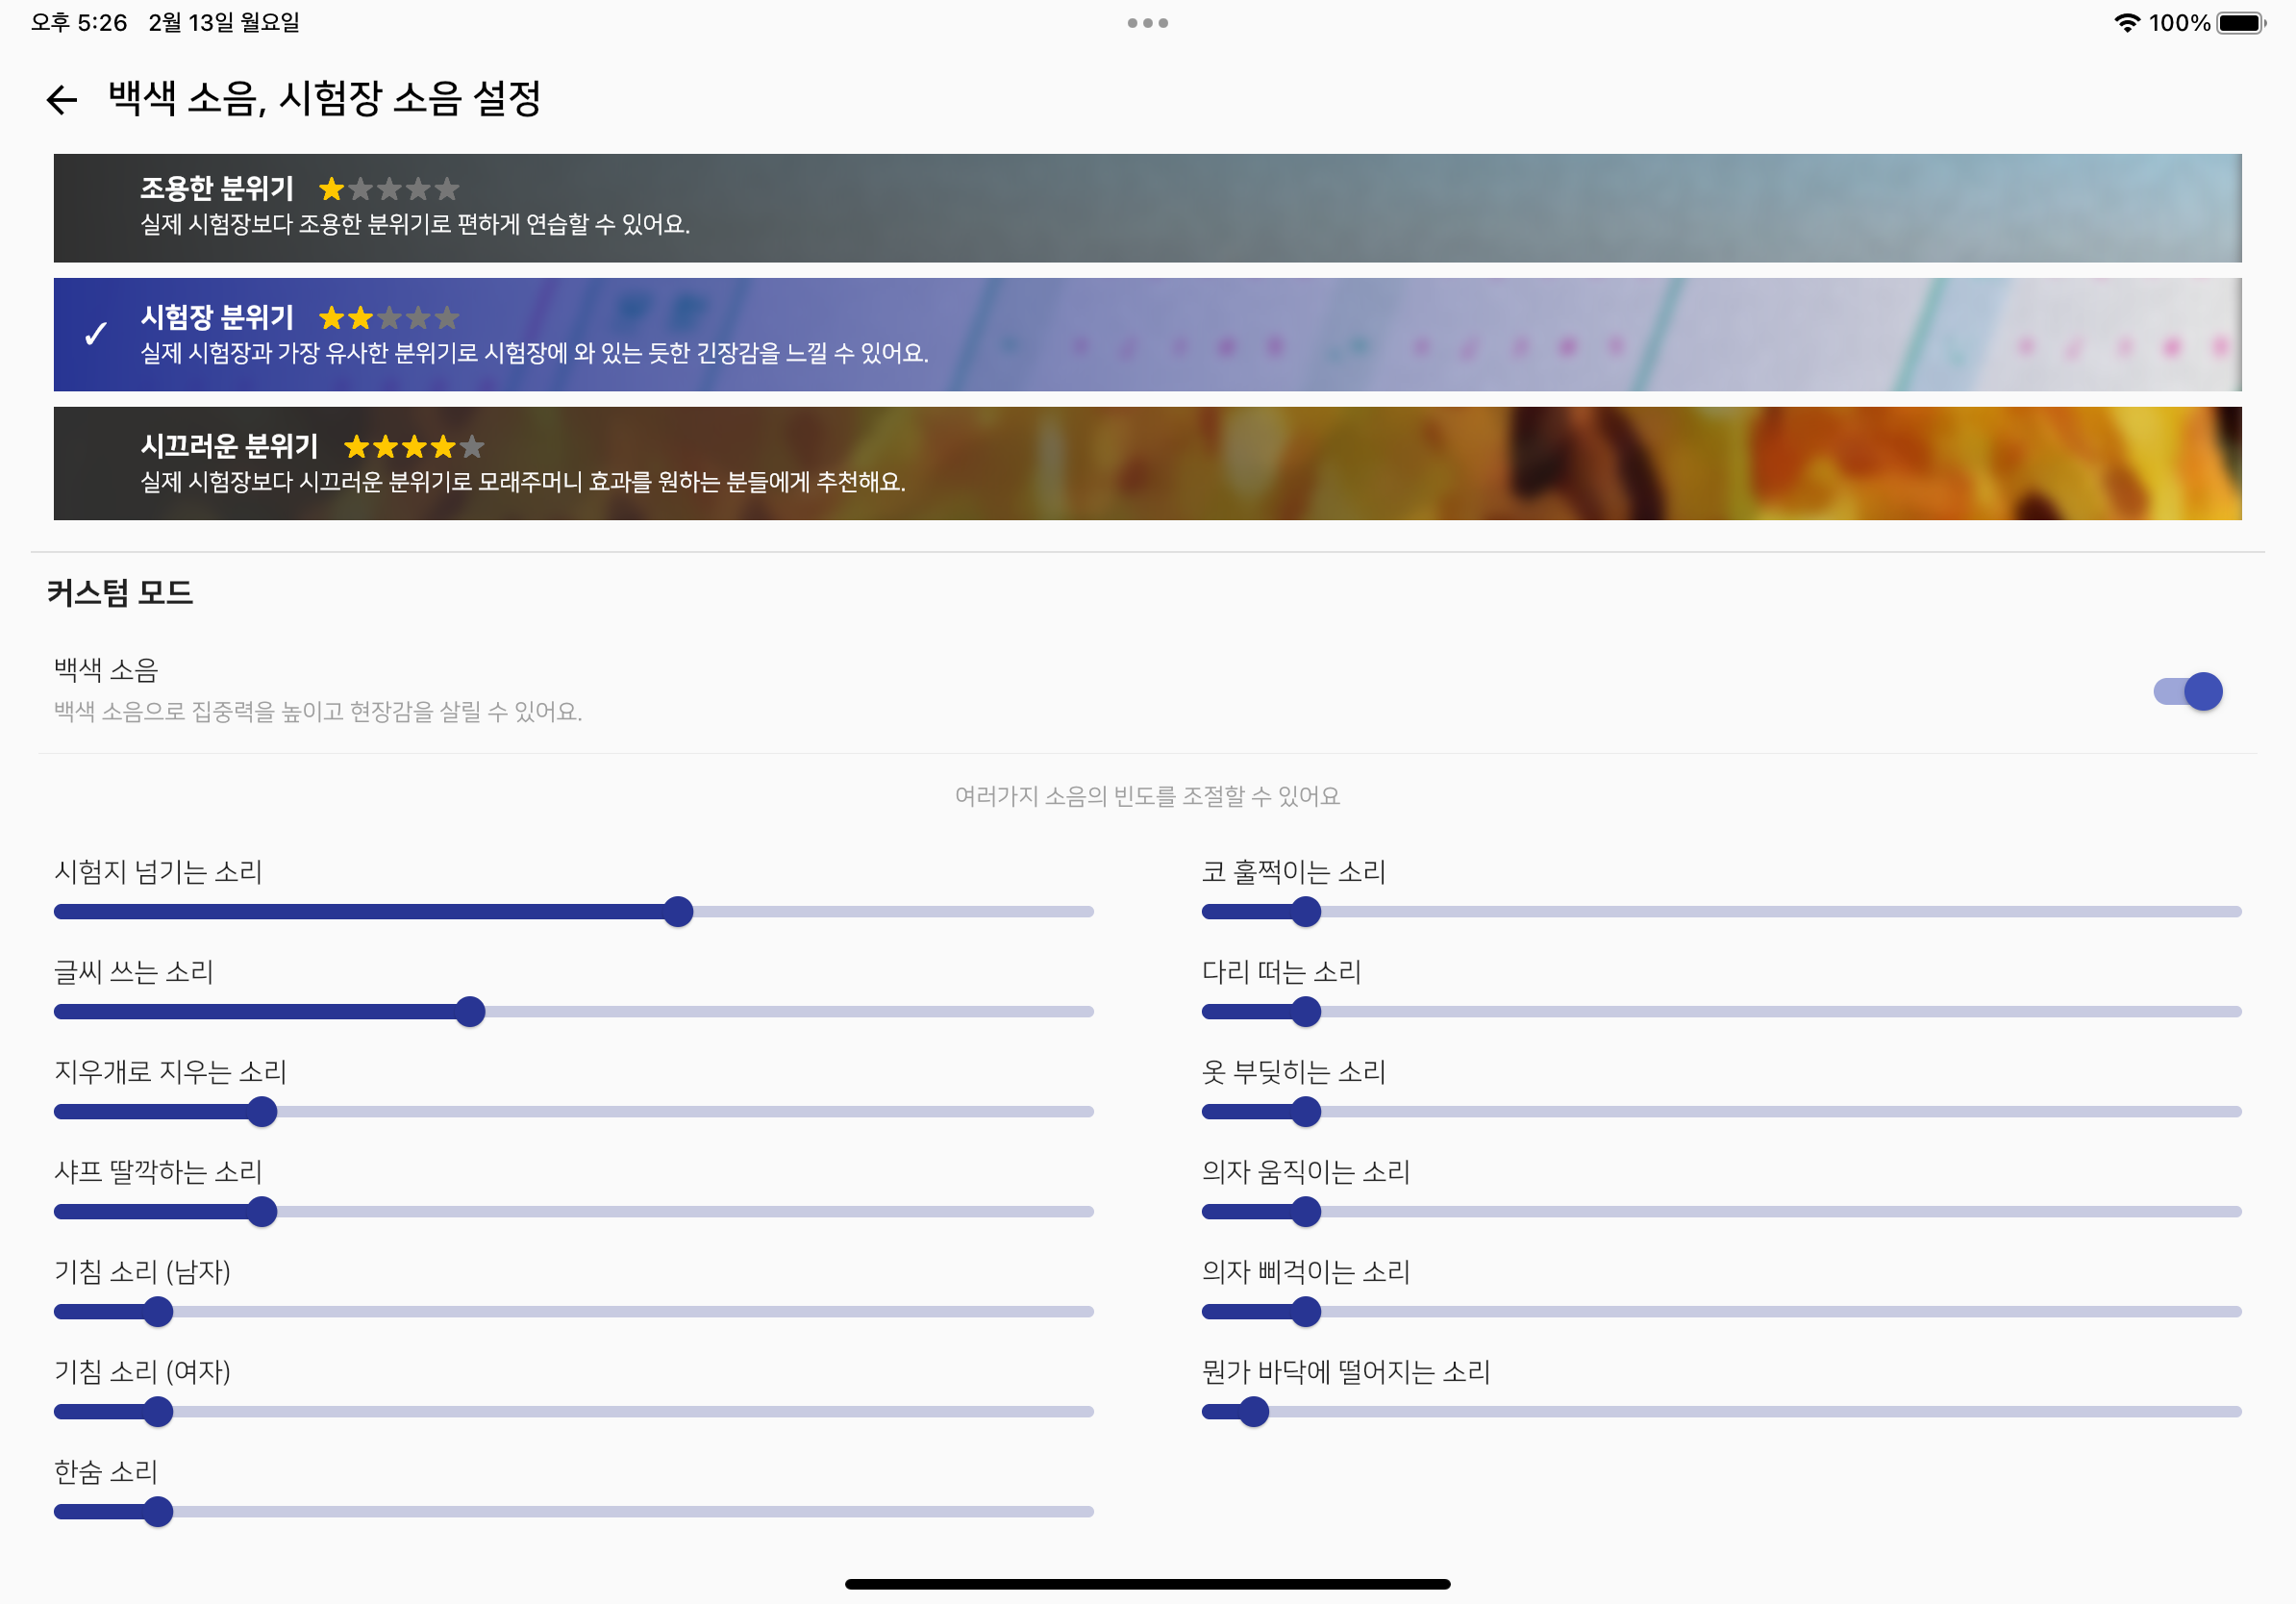 오후 5:26 2월 13일 월요일
100%
백색 소음, 시험장 소음 설정
조용한 분위기
실제 시험장보다 조용한 분위기로 편하게 연습할 수 있어요.
시험장 분위기
실제 시험장과 가장 유사한 분위기로 시험장에 와 있는 듯한 긴장감을 느낄 수 있어요.
시끄러운 분위기
실제 시험장보다 시끄러운 분위기로 모래주머니 효과를 원하는 분들에게 추천해요.
커스텀 모드
백색 소음
백색 소음으로 집중력을 높이고 현장감을 살릴 수 있어요.
여러가지 소음의 빈도를 조절할 수 있어요
시험지 넘기는 소리
글씨 쓰는 소리
지우개로 지우는 소리
샤프 딸깍하는 소리
기침 소리 (남자)
기침 소리 (여자)
한숨 소리
코 훌쩍이는 소리
다리 떠는 소리
옷 부딪히는 소리
의자 움직이는 소리
의자 삐걱이는 소리
뭔가 바닥에 떨어지는 소리